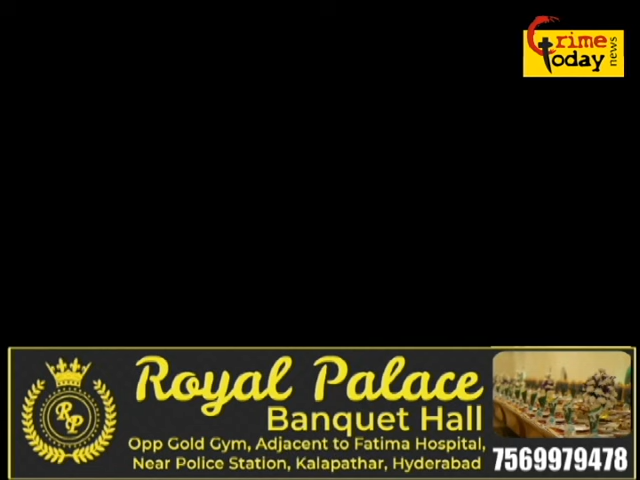 Crime
Today
news
Royal Palace
Banquet Hall
Opp Gold Gym, Adjacent to Fatima Hospital,
Near Police Station, Kalapathar, Hyderabad
RP
7569979478